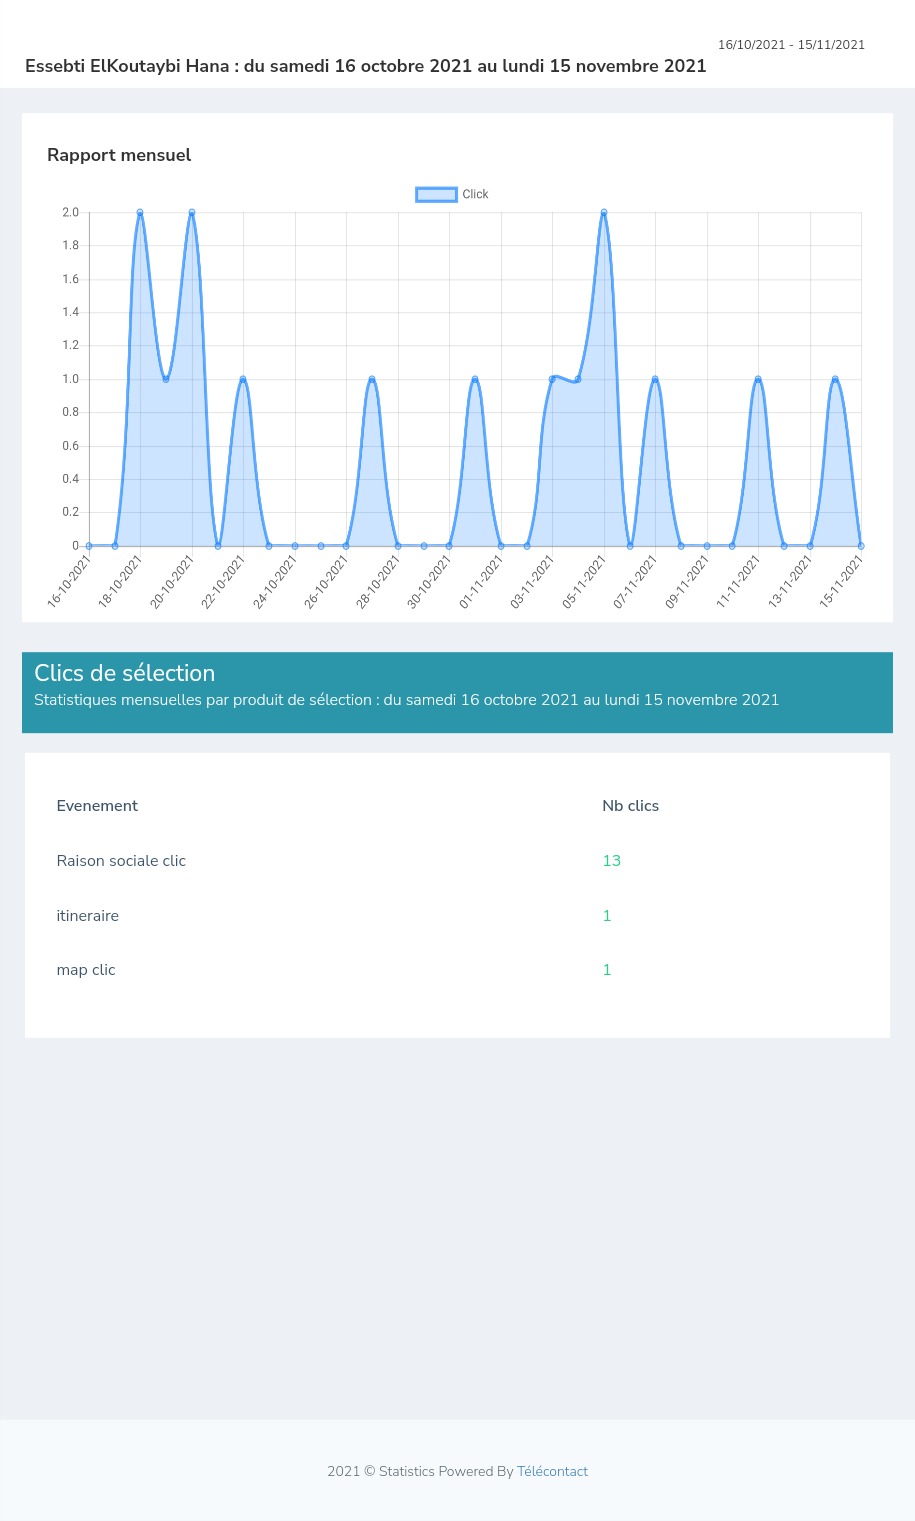 16/10/2021 - 15/11/2021
Essebti ElKoutaybi Hana : du samedi 16 octobre 2021 au lundi 15 novembre 2021
Rapport mensuel
Click
2.0
1.8
1.6
1.4
1.2
1.0
0.8
0.6
0.4
0.2
0
16-10-2021
18-10-2021
20-10-2021
22-10-2021
24-10-2021
26-10-2021
28-10-2021
30-10-2021
01-11-2021
03-11-2021
05-11-2021
07-11-2021
09-11-2021
11-11-2021
13-11-2021
15-11-2021
Clics de sélection
Statistiques mensuelles par produit de sélection : du samedi 16 octobre 2021 au lundi 15 novembre 2021
Evenement Nb clics
Raison sociale clic 13
itineraire 1
map clic 1
2021 © Statistics Powered By Télécontact